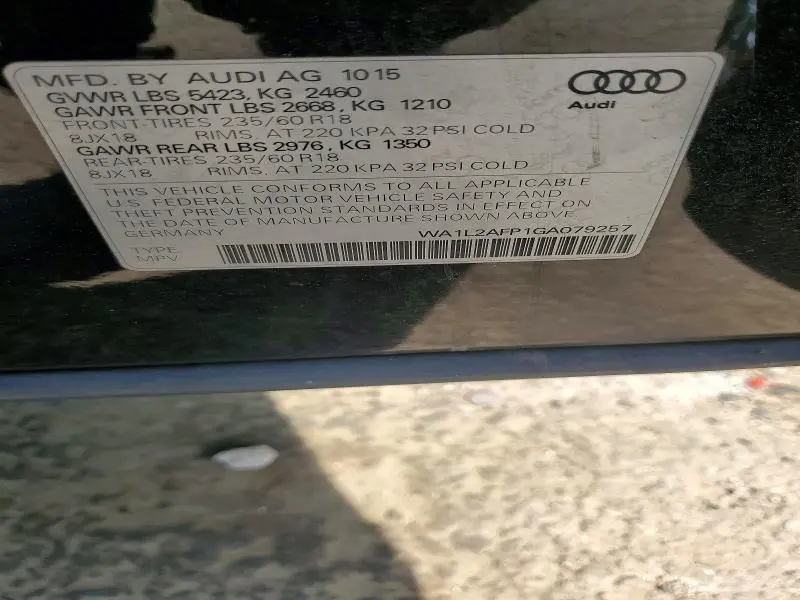 MFD. BY AUDI AG 1015
Audi
GVWR LBS 5423, KG 2460
GAWR FRONT LBS 2668, KG 1210
FRONT-TIRES 235/60 R18
8JX18 RIMS, AT 220 KPA 32 PSI COLD
GAWR REAR LBS 2976, KG 1350
REAR-TIRES 235/60 R18
8JX18 RIMS, AT 220 KPA 32 PSI COLD
THIS VEHICLE CONFORMS TO ALL APPLICABLE
U.S. FEDERAL MOTOR VEHICLE SAFETY AND
THEFT PREVENTION STANDARDS IN EFFECT ON
THE DATE OF MANUFACTURE SHOWN ABOVE.
GERMANY WA1L2AFP1GA079257
TYPE
MPV